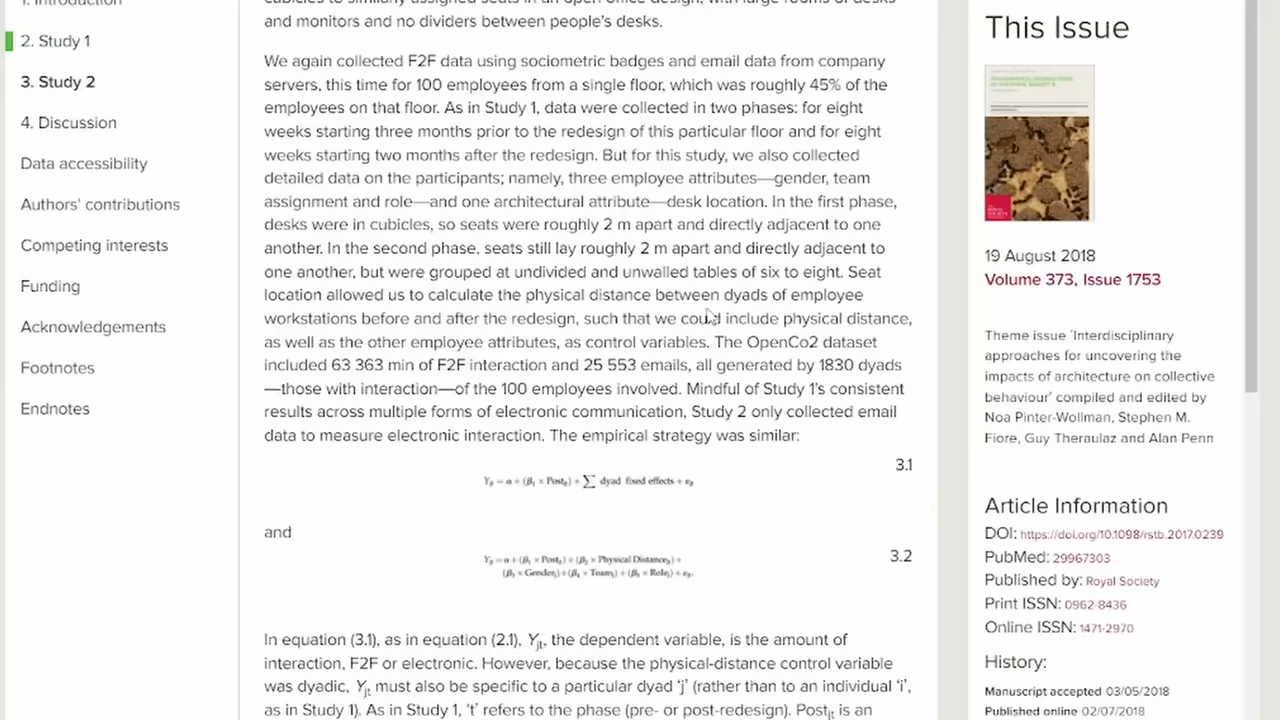 2. Study 1
3. Study 2
4. Discussion
Data accessibility
Authors' contributions
Competing interests
Funding
Acknowledgements
Footnotes
Endnotes
and monitors and no dividers between people's desks.
We again collected F2F data using sociometric badges and email data from company
servers, this time for 100 employees from a single floor, which was roughly 45% of the
employees on that floor. As in Study 1, data were collected in two phases: for eight
weeks starting three months prior to the redesign of this particular floor and for eight
weeks starting two months after the redesign. But for this study, we also collected
detailed data on the participants; namely, three employee attributes—gender, team
assignment and role—and one architectural attribute—desk location. In the first phase,
desks were in cubicles, so seats were roughly 2 m apart and directly adjacent to one
another. In the second phase, seats still lay roughly 2 m apart and directly adjacent to
one another, but were grouped at undivided and unwalled tables of six to eight. Seat
location allowed us to calculate the physical distance between dyads of employee
workstations before and after the redesign, such that we could include physical distance,
as well as the other employee attributes, as control variables. The OpenCo2 dataset
included 63 363 min of F2F interaction and 25 553 emails, all generated by 1830 dyads
—those with interaction—of the 100 employees involved. Mindful of Study 1's consistent
results across multiple forms of electronic communication, Study 2 only collected email
data to measure electronic interaction. The empirical strategy was similar:
3.1
dyad fixed effects
and
3.2
In equation (3.1), as in equation (2.1), Yjt, the dependent variable, is the amount of
interaction, F2F or electronic. However, because the physical-distance control variable
was dyadic, Yjt must also be specific to a particular dyad 'j' (rather than to an individual 'i',
as in Study 1). As in Study 1, 't' refers to the phase (pre- or post-redesign). Postjt is an
This Issue
19 August 2018
Volume 373, Issue 1753
Theme issue 'Interdisciplinary
approaches for uncovering the
impacts of architecture on collective
behaviour' compiled and edited by
Noa Pinter-Wollman, Stephen M.
Fiore, Guy Theraulaz and Alan Penn
Article Information
DOI: https://doi.org/10.1098/rstb.2017.0239
PubMed: 29967303
Published by: Royal Society
Print ISSN: 0962-8436
Online ISSN: 1471-2970
History:
Manuscript accepted 03/05/2018
Published online 02/07/2018